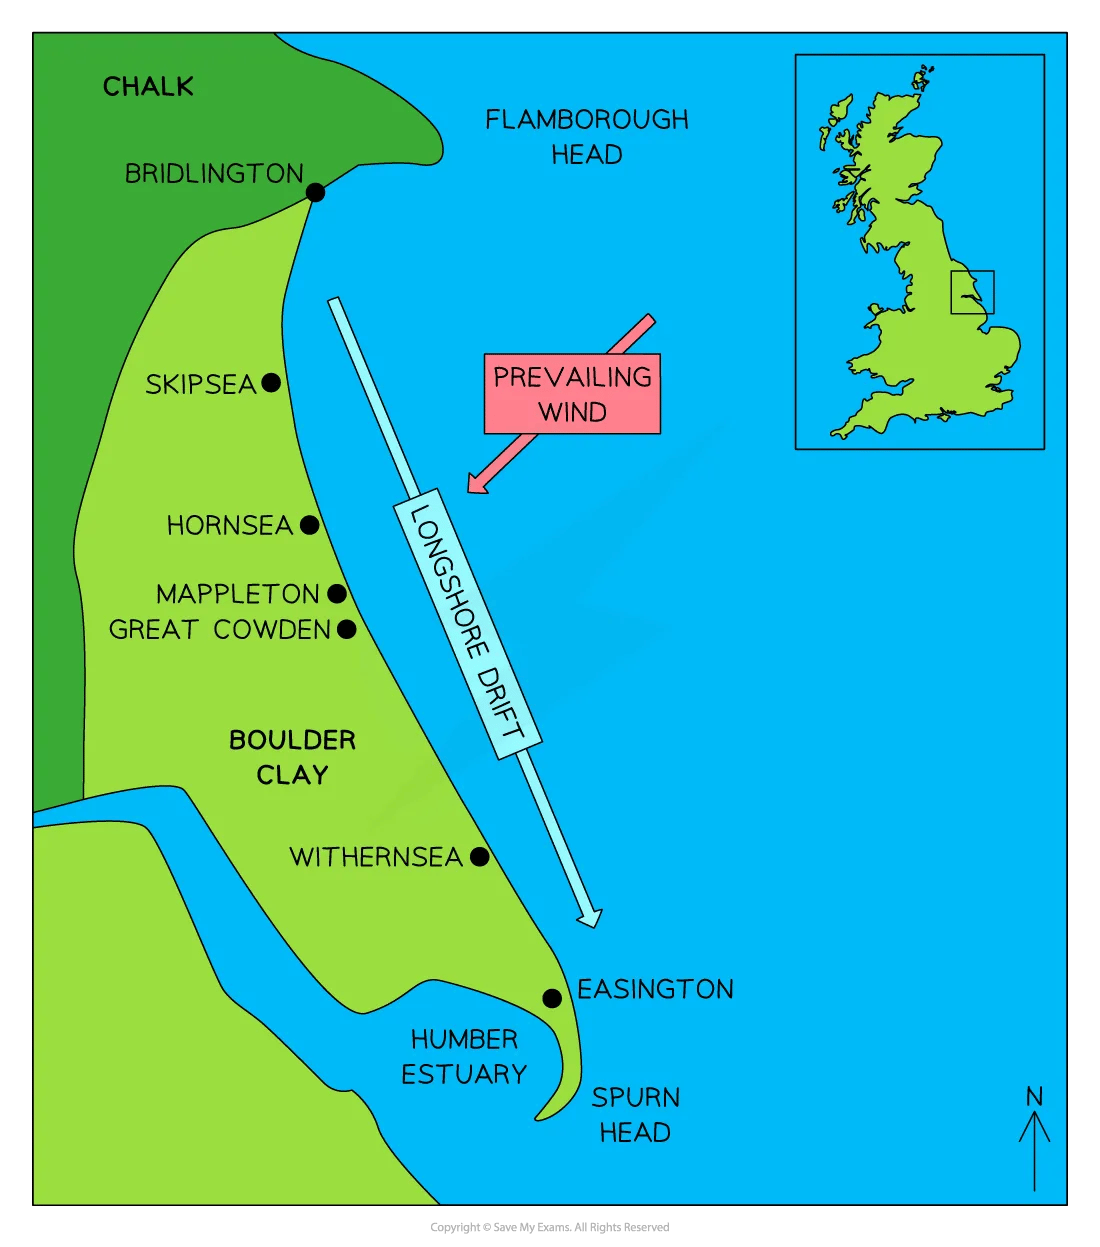 CHALK
FLAMBOROUGH
HEAD
BRIDLINGTON
PREVAILING
WIND
SKIPSEA
HORNSEA
LONGSHORE DRIFT
MAPPLETON
GREAT COWDEN
BOULDER
CLAY
WITHERNSEA
EASINGTON
HUMBER
ESTUARY
SPURN
HEAD
N
Copyright © Save My Exams. All Rights Reserved